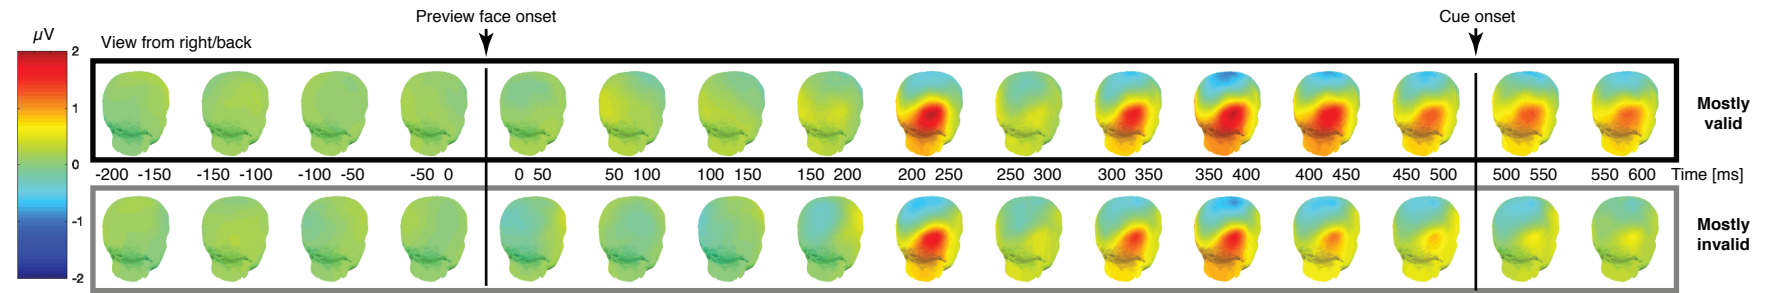 Preview face onset
Cue onset
µV
View from right/back
2
1
0
-1
-2
Mostly
valid
-200 -150 -150 -100 -100 -50 -50 0 0 50 50 100 100 150 150 200 200 250 250 300 300 350 350 400 400 450 450 500 500 550 550 600 Time [ms]
Mostly
invalid